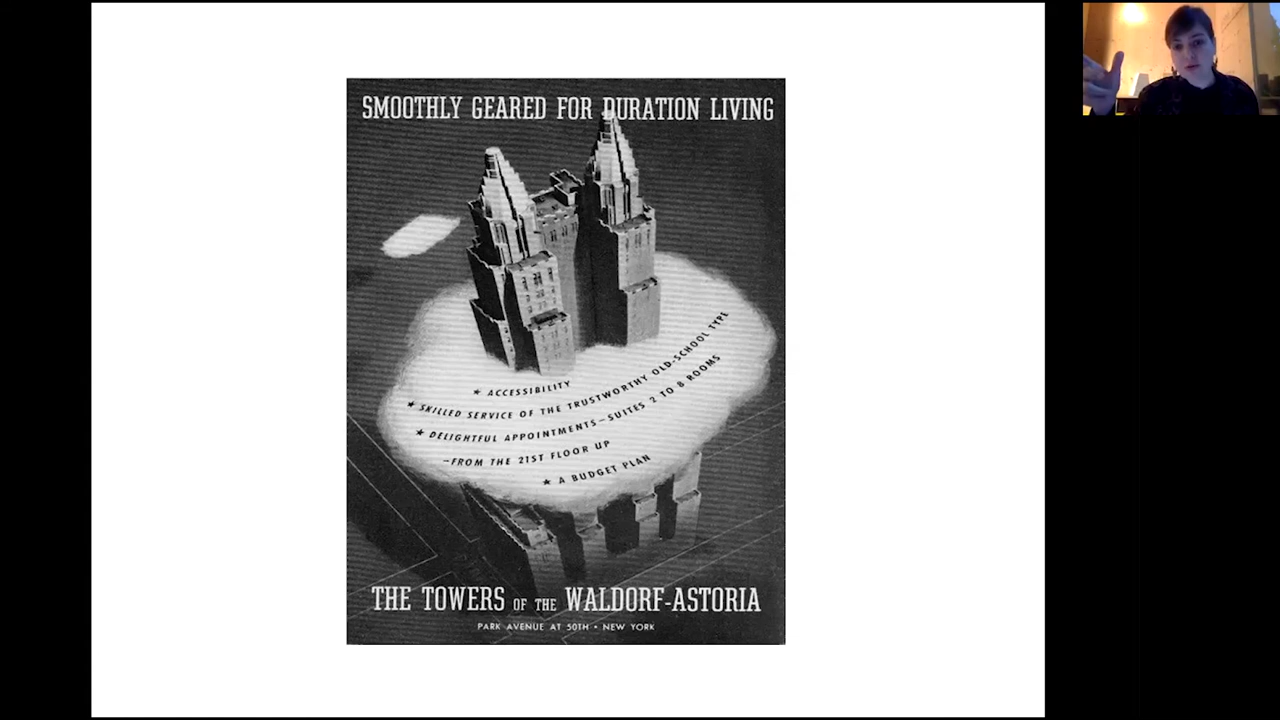 SMOOTHLY GEARED FOR DURATION LIVING
★ ACCESSIBILITY
★ SKILLED SERVICE OF THE TRUSTWORTHY OLD-SCHOOL TYPE
★ DELIGHTFUL APPOINTMENTS—SUITES 2 TO 8 ROOMS
—FROM THE 21ST FLOOR UP
★ A BUDGET PLAN
THE TOWERS OF THE WALDORF-ASTORIA
PARK AVENUE AT 50TH • NEW YORK